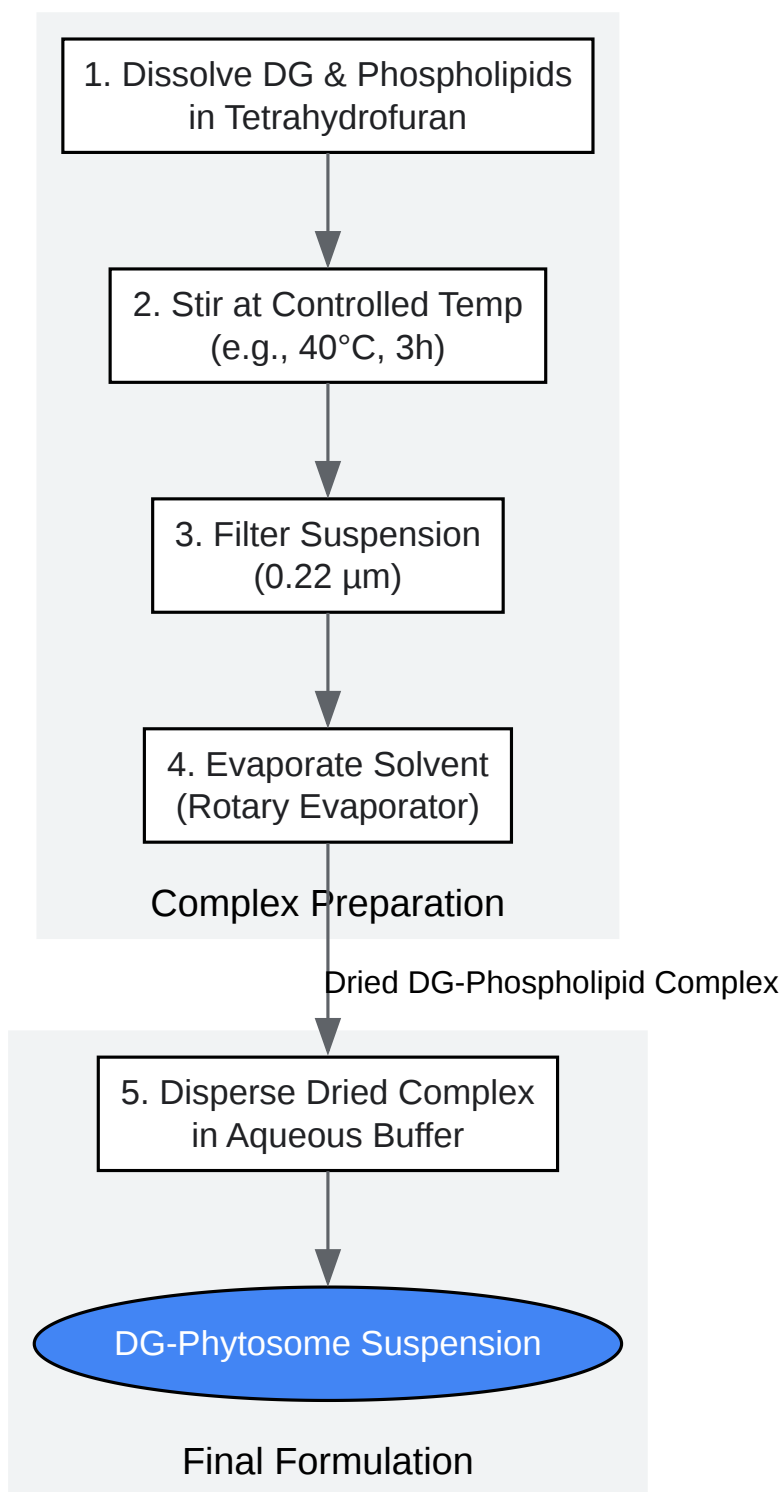 1. Dissolve DG & Phospholipids
in Tetrahydrofuran
2. Stir at Controlled Temp
(e.g., 40°C, 3h)
3. Filter Suspension
(0.22 µm)
4. Evaporate Solvent
(Rotary Evaporator)
Complex Preparation
Dried DG-Phospholipid Complex
5. Disperse Dried Complex
in Aqueous Buffer
DG-Phytosome Suspension
Final Formulation